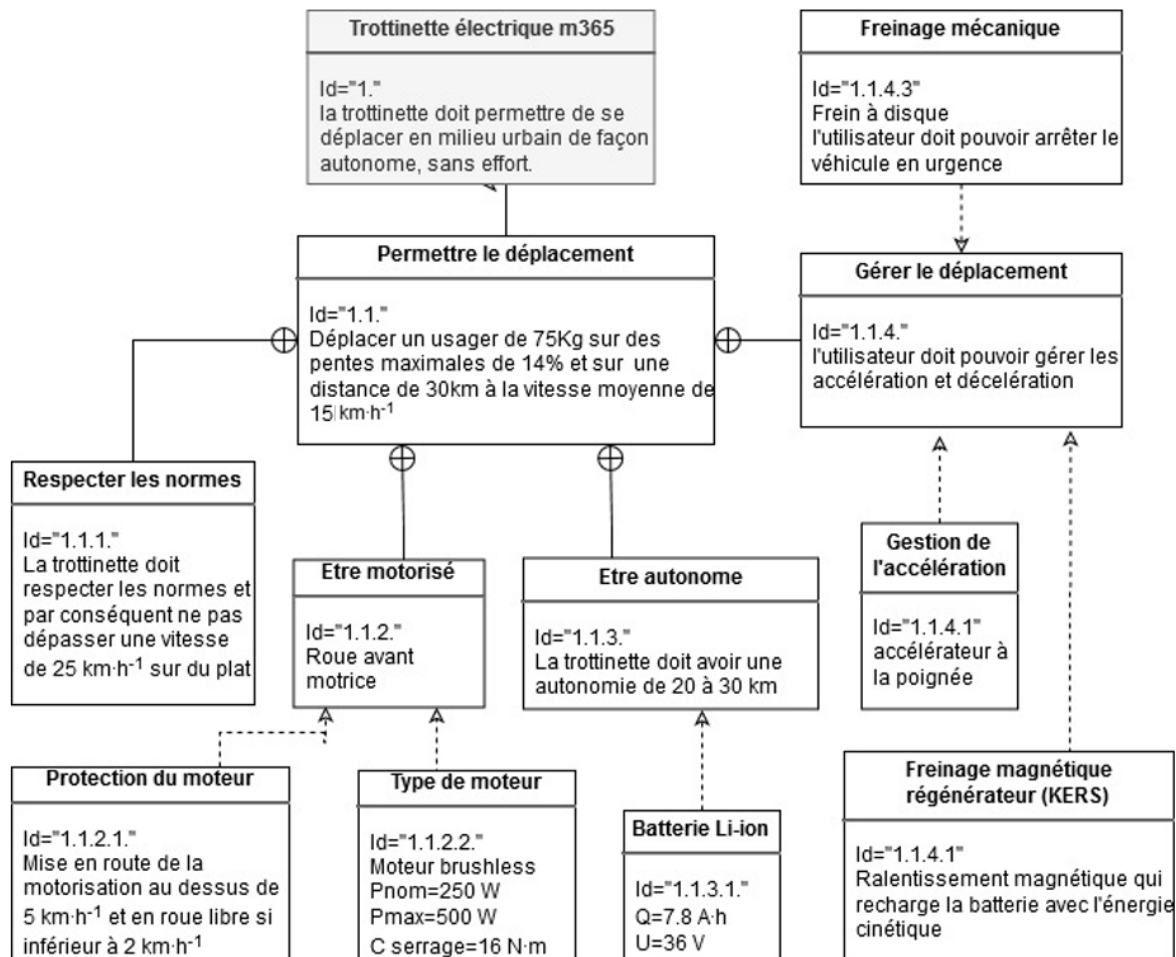 Trottinette électrique m365
Id="1."
la trottinette doit permettre de se
déplacer en milieu urbain de façon
autonome, sans effort.
Freinage mécanique
Id="1.1.4.3"
Frein à disque
l'utilisateur doit pouvoir arrêter le
véhicule en urgence
Permettre le déplacement
Id="1.1."
Déplacer un usager de 75Kg sur des
pentes maximales de 14% et sur une
distance de 30km à la vitesse moyenne de
15 km·h⁻¹
Gérer le déplacement
Id="1.1.4."
l'utilisateur doit pouvoir gérer les
accélération et décelération
Respecter les normes
Id="1.1.1."
La trottinette doit
respecter les normes et
par conséquent ne pas
dépasser une vitesse
de 25 km·h⁻¹ sur du plat
Etre motorisé
Id="1.1.2."
Roue avant
motrice
Etre autonome
Id="1.1.3."
La trottinette doit avoir une
autonomie de 20 à 30 km
Gestion de
l'accélération
Id="1.1.4.1"
accélérateur à
la poignée
Protection du moteur
Id="1.1.2.1."
Mise en route de la
motorisation au dessus de
5 km·h⁻¹ et en roue libre si
inférieur à 2 km·h⁻¹
Type de moteur
Id="1.1.2.2."
Moteur brushless
Pnom=250 W
Pmax=500 W
C serrage=16 N·m
Batterie Li-ion
Id="1.1.3.1."
Q=7.8 A·h
U=36 V
Freinage magnétique
régénérateur (KERS)
Id="1.1.4.1"
Ralentissement magnétique qui
recharge la batterie avec l'énergie
cinétique